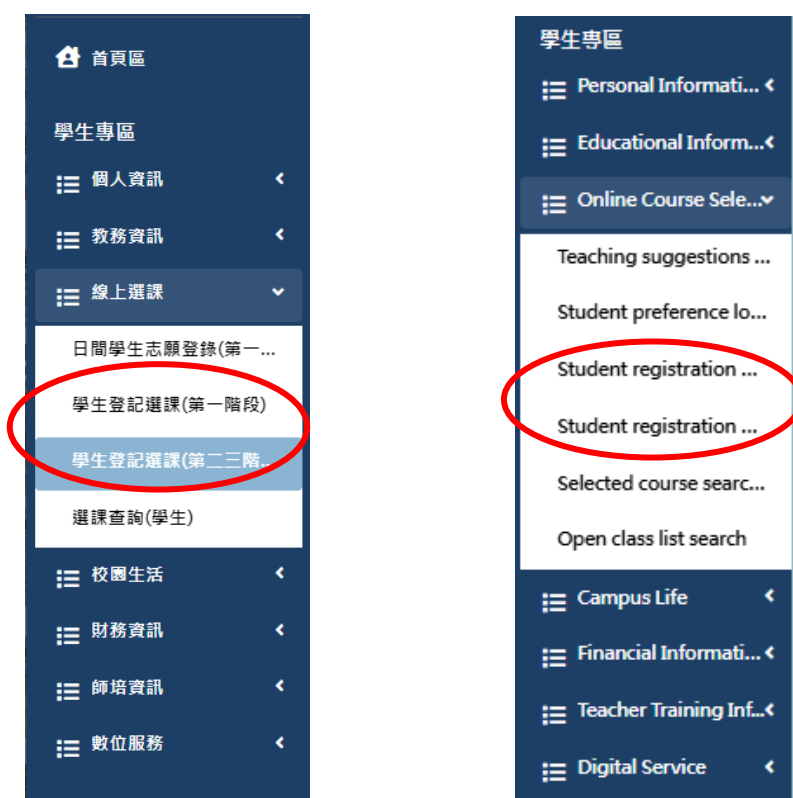 首頁區
學生專區
個人資訊
教務資訊
線上選課
日間學生志願登錄(第一...
學生登記選課(第一階段)
學生登記選課(第二三階...
選課查詢(學生)
校園生活
財務資訊
師培資訊
數位服務
學生專區
Personal Informati...
Educational Inform...
Online Course Sele...
Teaching suggestions ...
Student preference lo...
Student registration ...
Student registration ...
Selected course searc...
Open class list search
Campus Life
Financial Informati...
Teacher Training Inf...
Digital Service